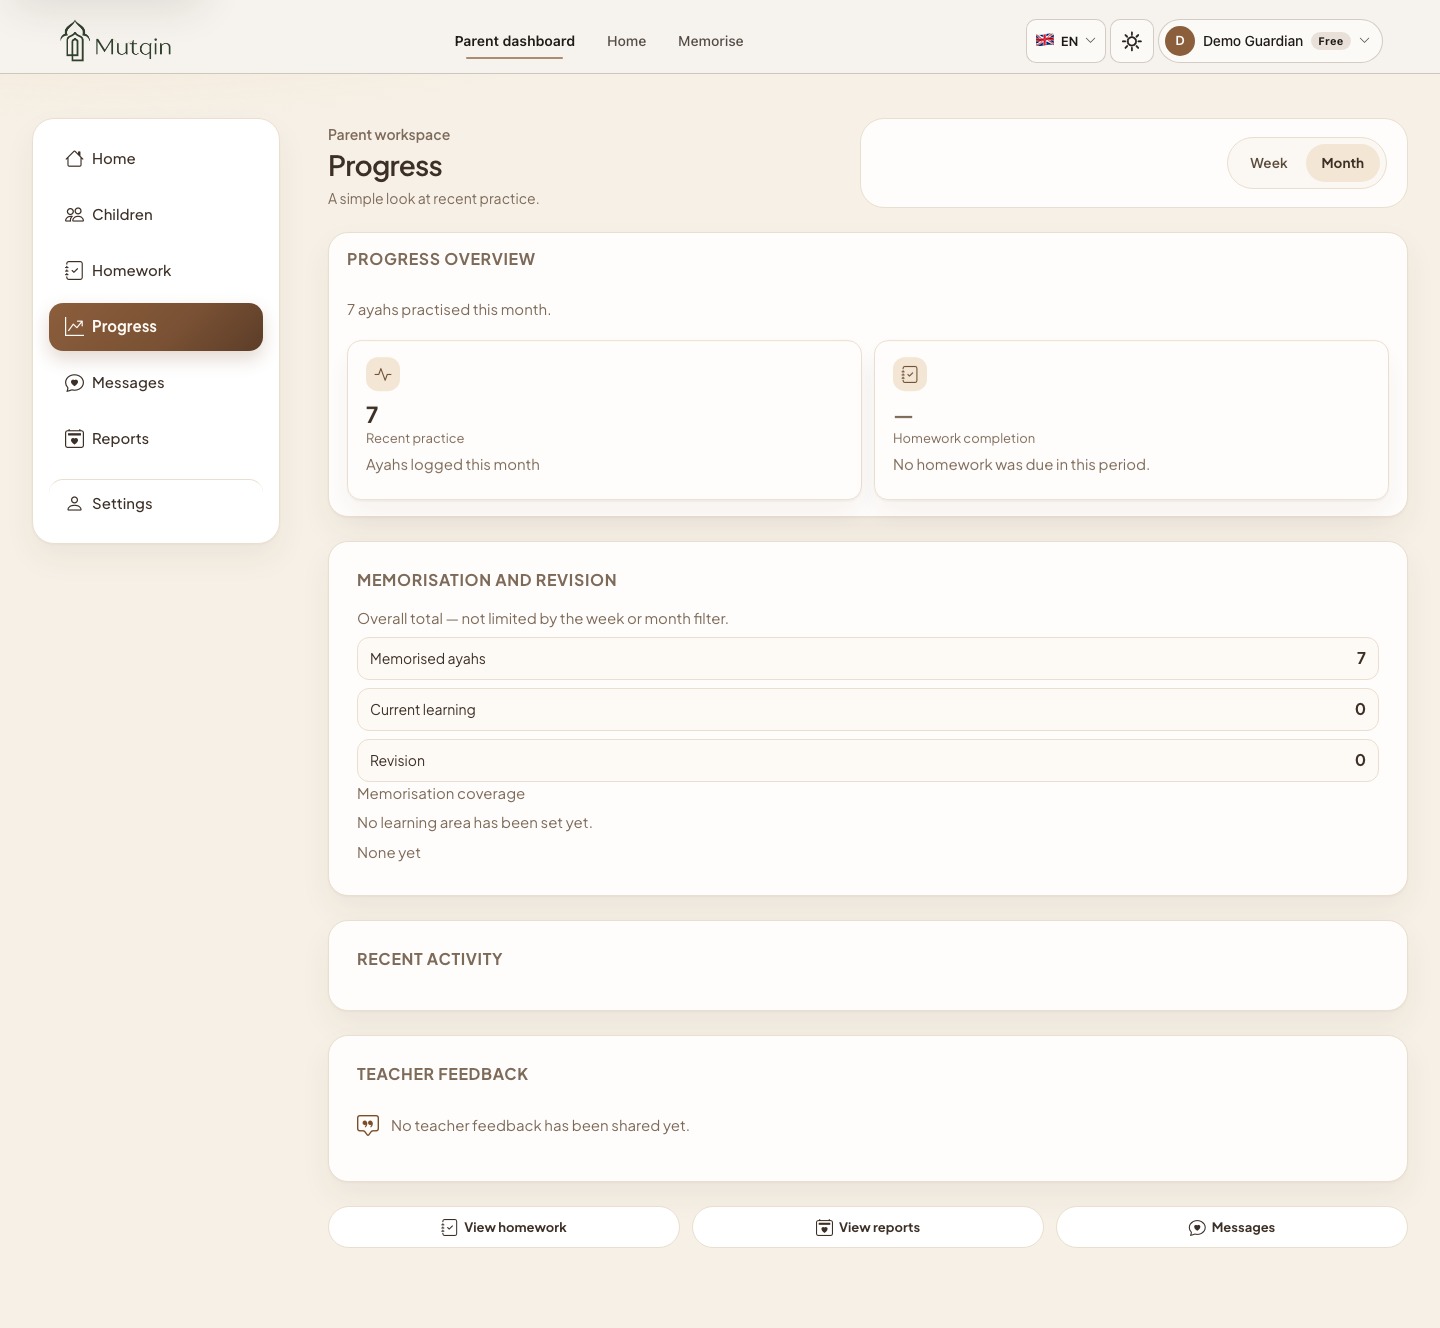 Mutqin
Parent dashboard
Home
Memorise
EN
D
Demo Guardian
Free
Home
Children
Homework
Progress
Messages
Reports
Settings
Parent workspace
Progress
A simple look at recent practice.
Week
Month
PROGRESS OVERVIEW
7 ayahs practised this month.
7
Recent practice
Ayahs logged this month
—
Homework completion
No homework was due in this period.
MEMORISATION AND REVISION
Overall total — not limited by the week or month filter.
Memorised ayahs 7
Current learning 0
Revision 0
Memorisation coverage
No learning area has been set yet.
None yet
RECENT ACTIVITY
TEACHER FEEDBACK
No teacher feedback has been shared yet.
View homework
View reports
Messages